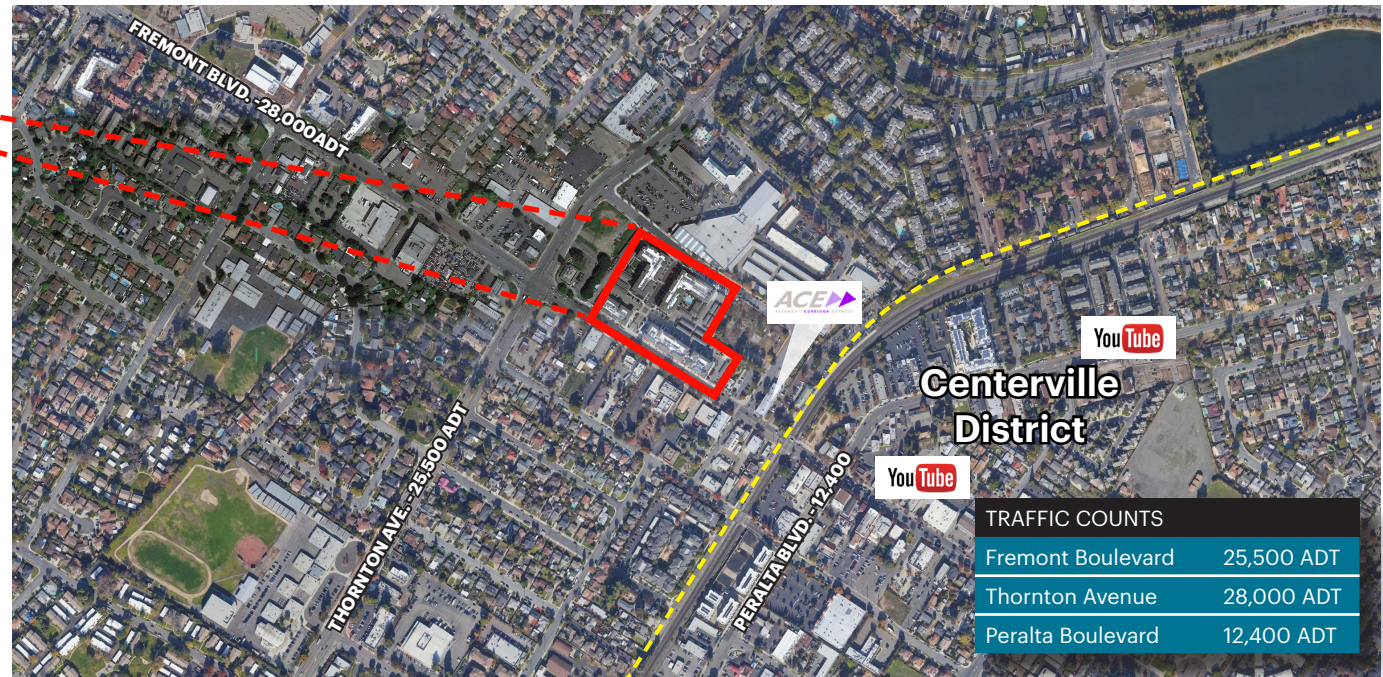 FREMONT BLVD. -28,000ADT
ACE
ALTAMONT CORRIDOR EXPRESS
YouTube
Centerville
District
YouTube
THORNTON AVE. -25,500 ADT
PERALTA BLVD. -12,400
TRAFFIC COUNTS
Fremont Boulevard 25,500 ADT
Thornton Avenue 28,000 ADT
Peralta Boulevard 12,400 ADT